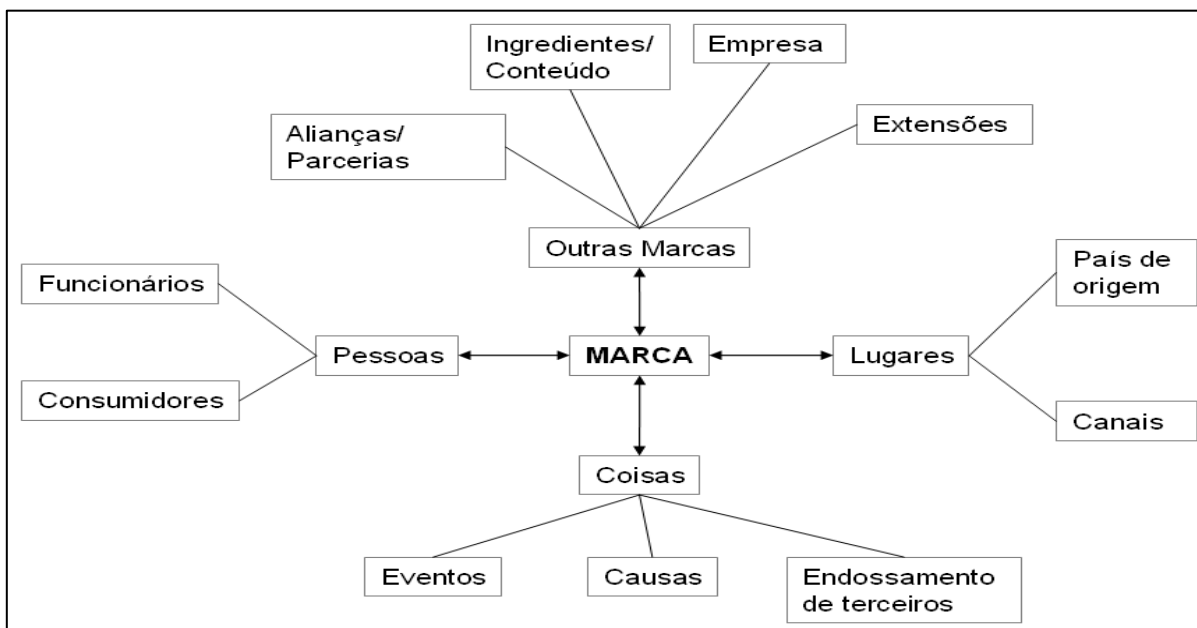 Ingredientes/
Conteúdo
Empresa
Alianças/
Parcerias
Extensões
Outras Marcas
Funcionários
País de
origem
Pessoas
MARCA
Lugares
Consumidores
Canais
Coisas
Eventos
Causas
Endossamento
de terceiros